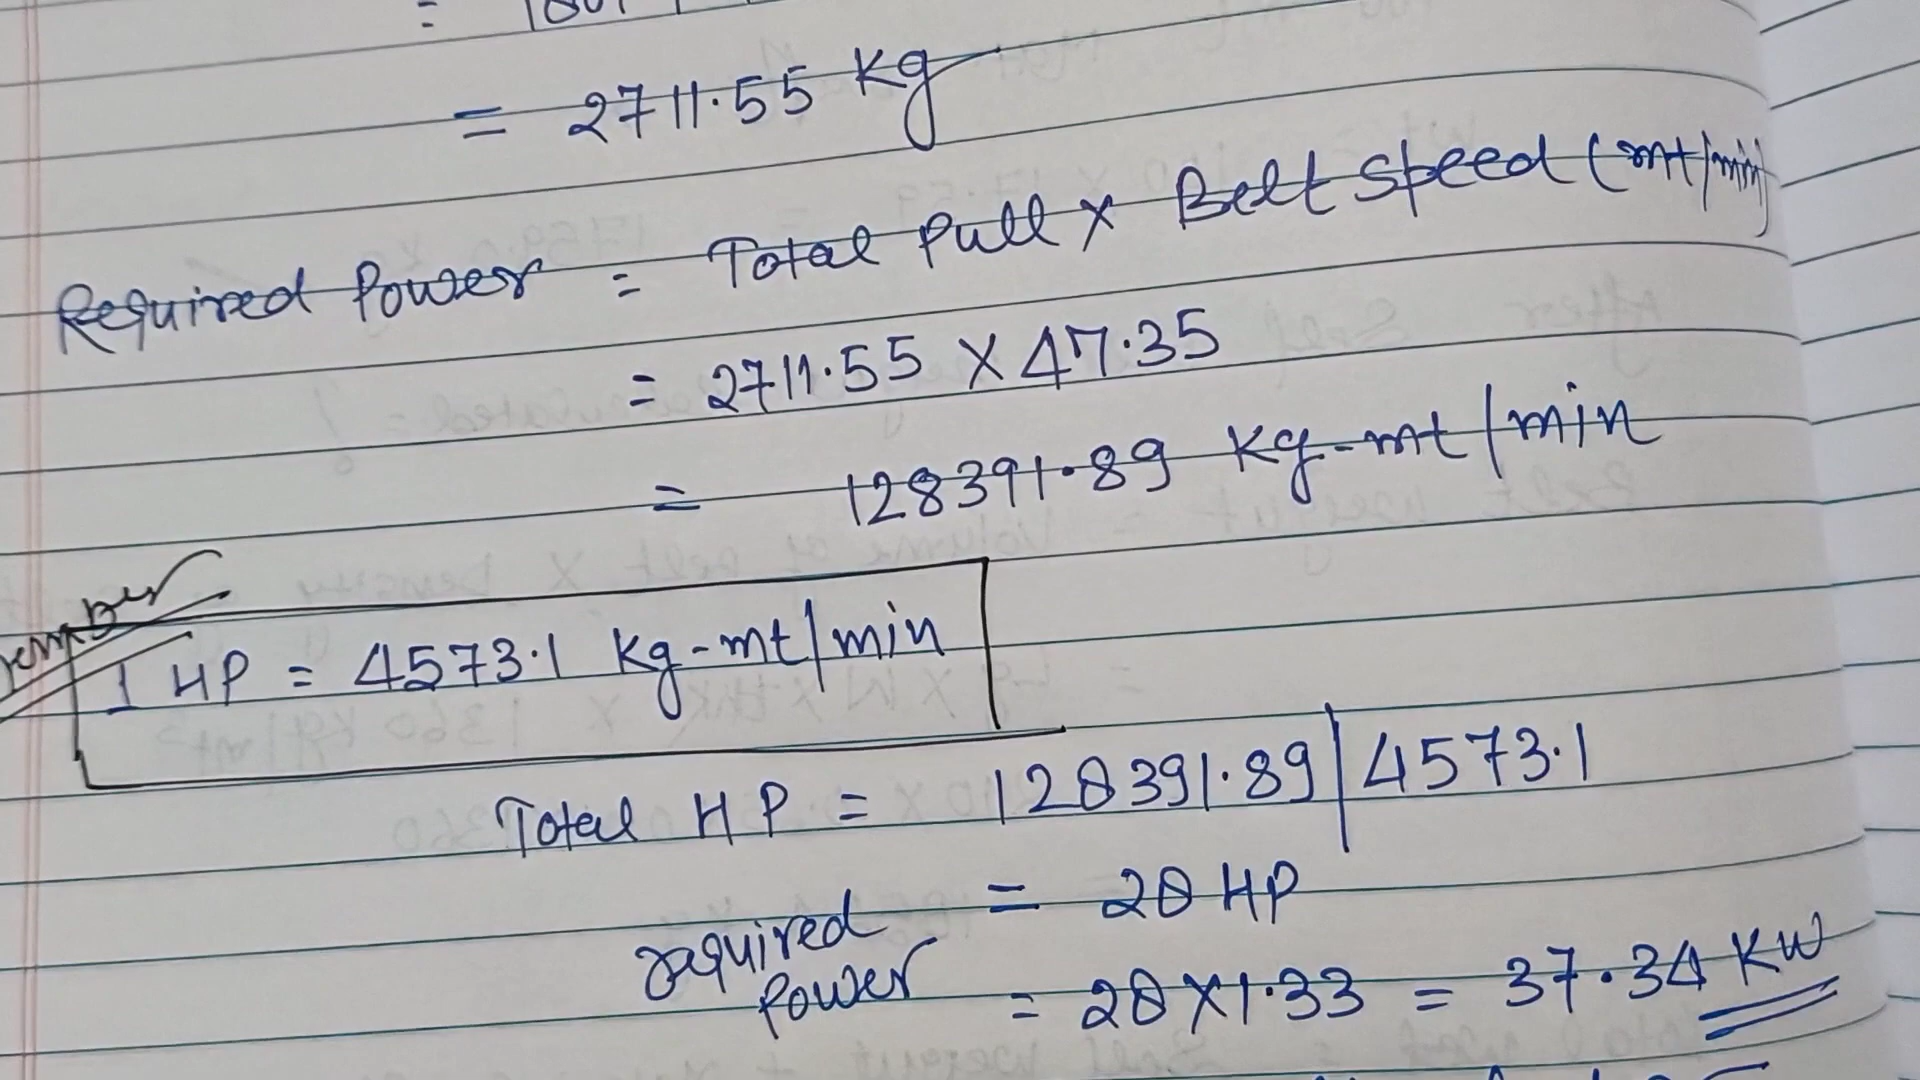 = 2711.55 Kg
Required Power = Total Pull x Belt Speed (mt/min)
= 2711.55 X 47.35
= 128391.89 Kg-mt/min
1 HP = 4573.1 Kg-mt/min
Total HP = 128391.89 / 4573.1
= 28 HP
required
Power
= 28 X 1.33 = 37.34 KW